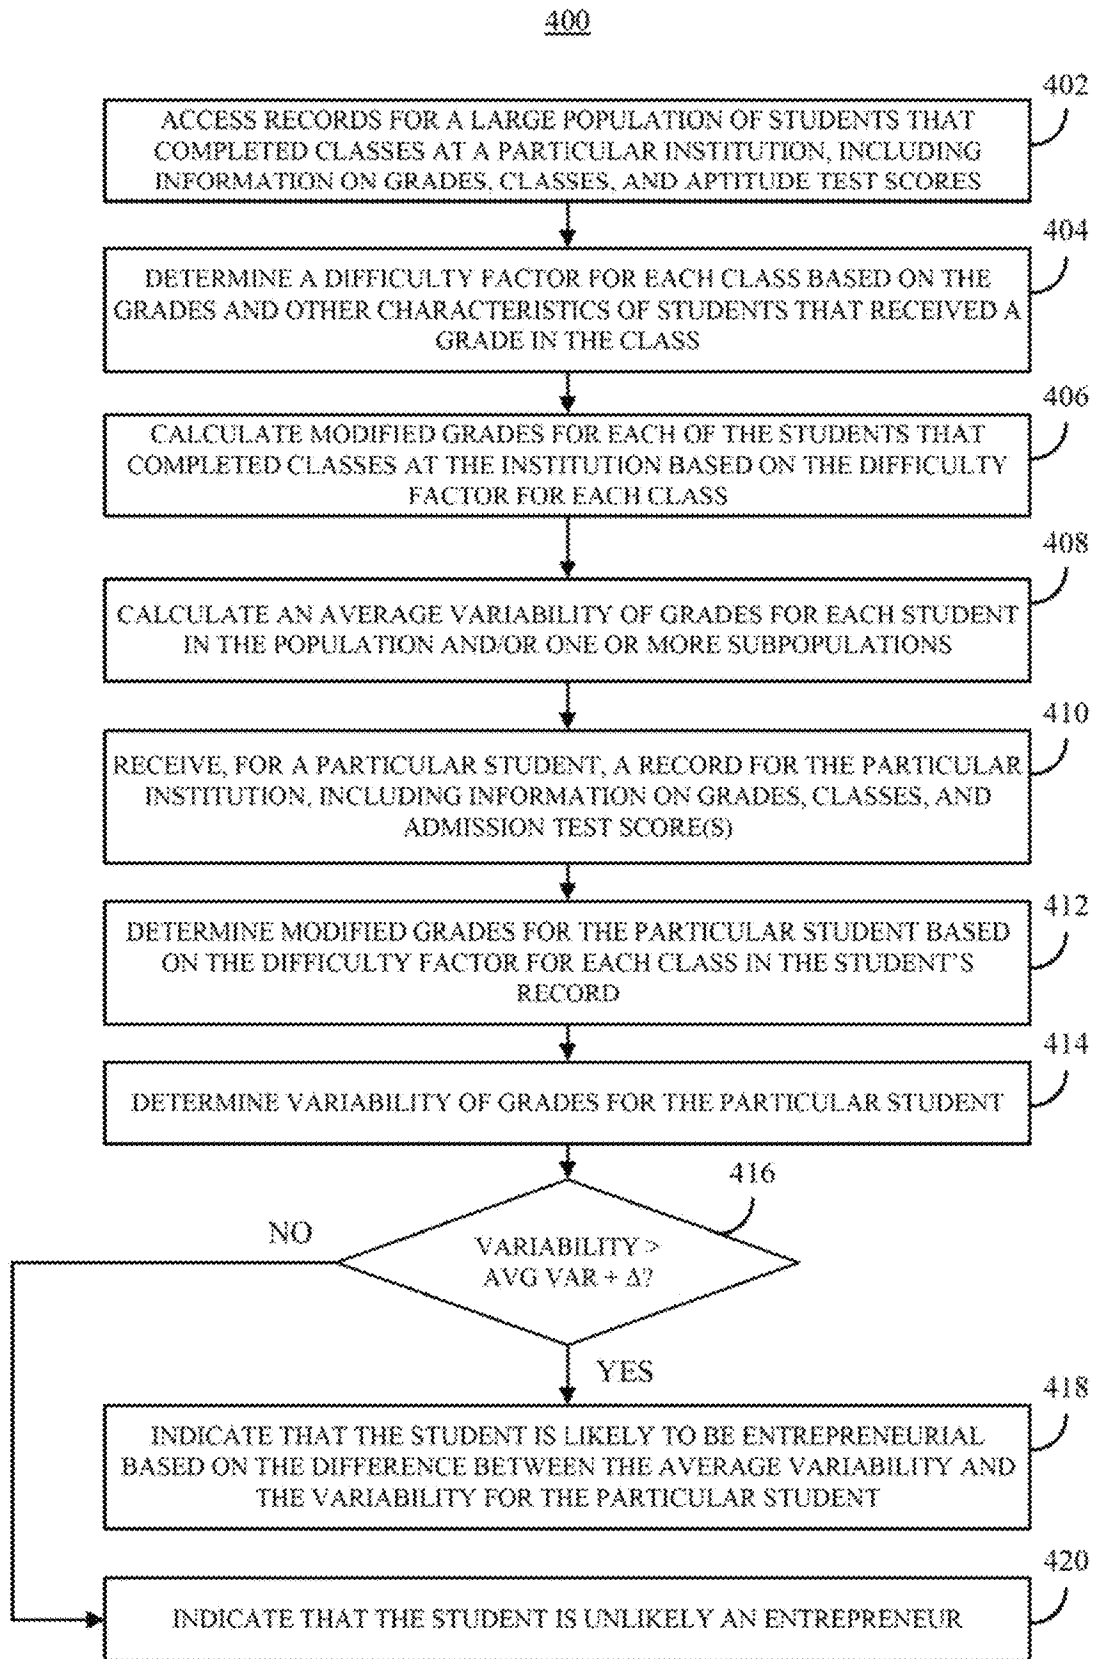 400
402
ACCESS RECORDS FOR A LARGE POPULATION OF STUDENTS THAT
COMPLETED CLASSES AT A PARTICULAR INSTITUTION, INCLUDING
INFORMATION ON GRADES, CLASSES, AND APTITUDE TEST SCORES
404
DETERMINE A DIFFICULTY FACTOR FOR EACH CLASS BASED ON THE
GRADES AND OTHER CHARACTERISTICS OF STUDENTS THAT RECEIVED A
GRADE IN THE CLASS
406
CALCULATE MODIFIED GRADES FOR EACH OF THE STUDENTS THAT
COMPLETED CLASSES AT THE INSTITUTION BASED ON THE DIFFICULTY
FACTOR FOR EACH CLASS
408
CALCULATE AN AVERAGE VARIABILITY OF GRADES FOR EACH STUDENT
IN THE POPULATION AND/OR ONE OR MORE SUBPOPULATIONS
410
RECEIVE, FOR A PARTICULAR STUDENT, A RECORD FOR THE PARTICULAR
INSTITUTION, INCLUDING INFORMATION ON GRADES, CLASSES, AND
ADMISSION TEST SCORE(S)
412
DETERMINE MODIFIED GRADES FOR THE PARTICULAR STUDENT BASED
ON THE DIFFICULTY FACTOR FOR EACH CLASS IN THE STUDENT'S
RECORD
414
DETERMINE VARIABILITY OF GRADES FOR THE PARTICULAR STUDENT
416
NO
VARIABILITY >
AVG VAR + Δ?
YES
418
INDICATE THAT THE STUDENT IS LIKELY TO BE ENTREPRENEURIAL
BASED ON THE DIFFERENCE BETWEEN THE AVERAGE VARIABILITY AND
THE VARIABILITY FOR THE PARTICULAR STUDENT
420
INDICATE THAT THE STUDENT IS UNLIKELY AN ENTREPRENEUR